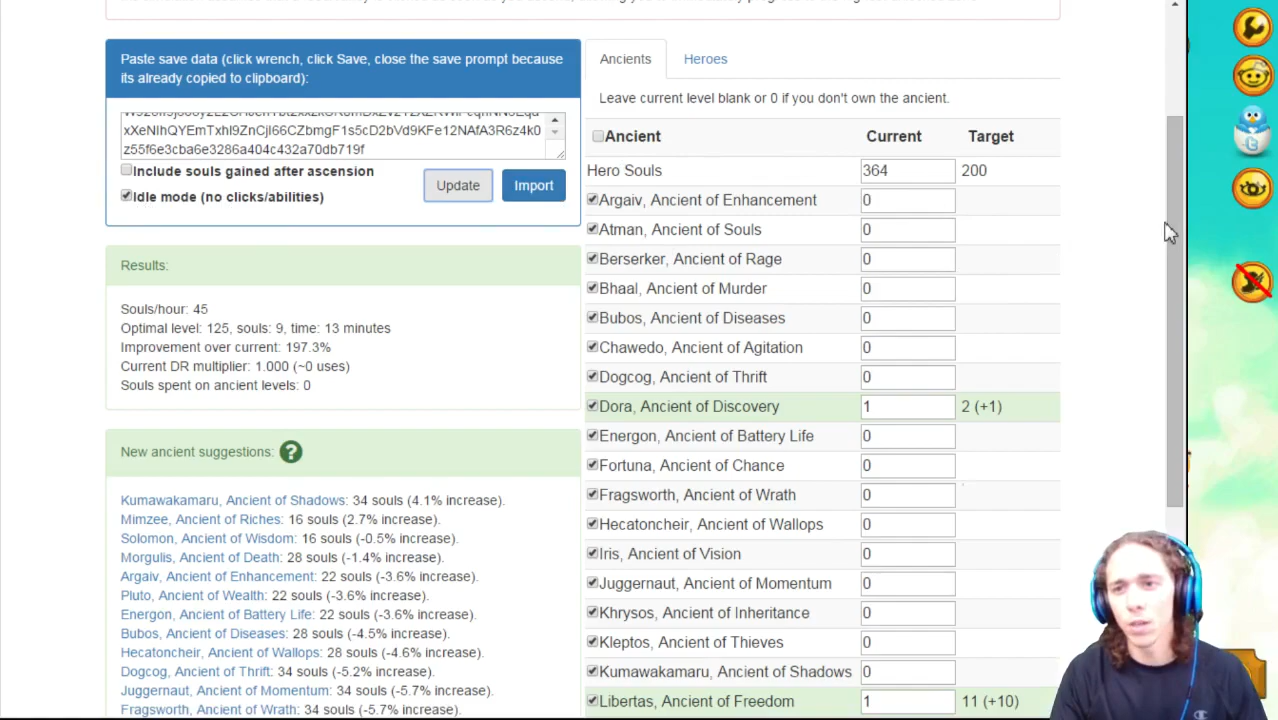 Paste save data (click wrench, click Save, close the save prompt because
its already copied to clipboard):
xXeNIhQYEmTxhl9ZnCjI66CZbmgF1s5cD2bVd9KFe12NAfA3R6z4k0
z55f6e3cba6e3286a404c432a70db719f
Include souls gained after ascension
Idle mode (no clicks/abilities)
Update
Import
Results:
Souls/hour: 45
Optimal level: 125, souls: 9, time: 13 minutes
Improvement over current: 197.3%
Current DR multiplier: 1.000 (~0 uses)
Souls spent on ancient levels: 0
New ancient suggestions: ?
Kumawakamaru, Ancient of Shadows: 34 souls (4.1% increase).
Mimzee, Ancient of Riches: 16 souls (2.7% increase).
Solomon, Ancient of Wisdom: 16 souls (-0.5% increase).
Morgulis, Ancient of Death: 28 souls (-1.4% increase).
Argaiv, Ancient of Enhancement: 22 souls (-3.6% increase).
Pluto, Ancient of Wealth: 22 souls (-3.6% increase).
Energon, Ancient of Battery Life: 22 souls (-3.6% increase).
Bubos, Ancient of Diseases: 28 souls (-4.5% increase).
Hecatoncheir, Ancient of Wallops: 28 souls (-4.6% increase).
Dogcog, Ancient of Thrift: 34 souls (-5.2% increase).
Juggernaut, Ancient of Momentum: 34 souls (-5.7% increase).
Fragsworth, Ancient of Wrath: 34 souls (-5.7% increase).
Ancients Heroes
Leave current level blank or 0 if you don't own the ancient.
Ancient Current Target
Hero Souls 364 200
Argaiv, Ancient of Enhancement 0
Atman, Ancient of Souls 0
Berserker, Ancient of Rage 0
Bhaal, Ancient of Murder 0
Bubos, Ancient of Diseases 0
Chawedo, Ancient of Agitation 0
Dogcog, Ancient of Thrift 0
Dora, Ancient of Discovery 1 2 (+1)
Energon, Ancient of Battery Life 0
Fortuna, Ancient of Chance 0
Fragsworth, Ancient of Wrath 0
Hecatoncheir, Ancient of Wallops 0
Iris, Ancient of Vision 0
Juggernaut, Ancient of Momentum 0
Khrysos, Ancient of Inheritance 0
Kleptos, Ancient of Thieves 0
Kumawakamaru, Ancient of Shadows 0
Libertas, Ancient of Freedom 1 11 (+10)